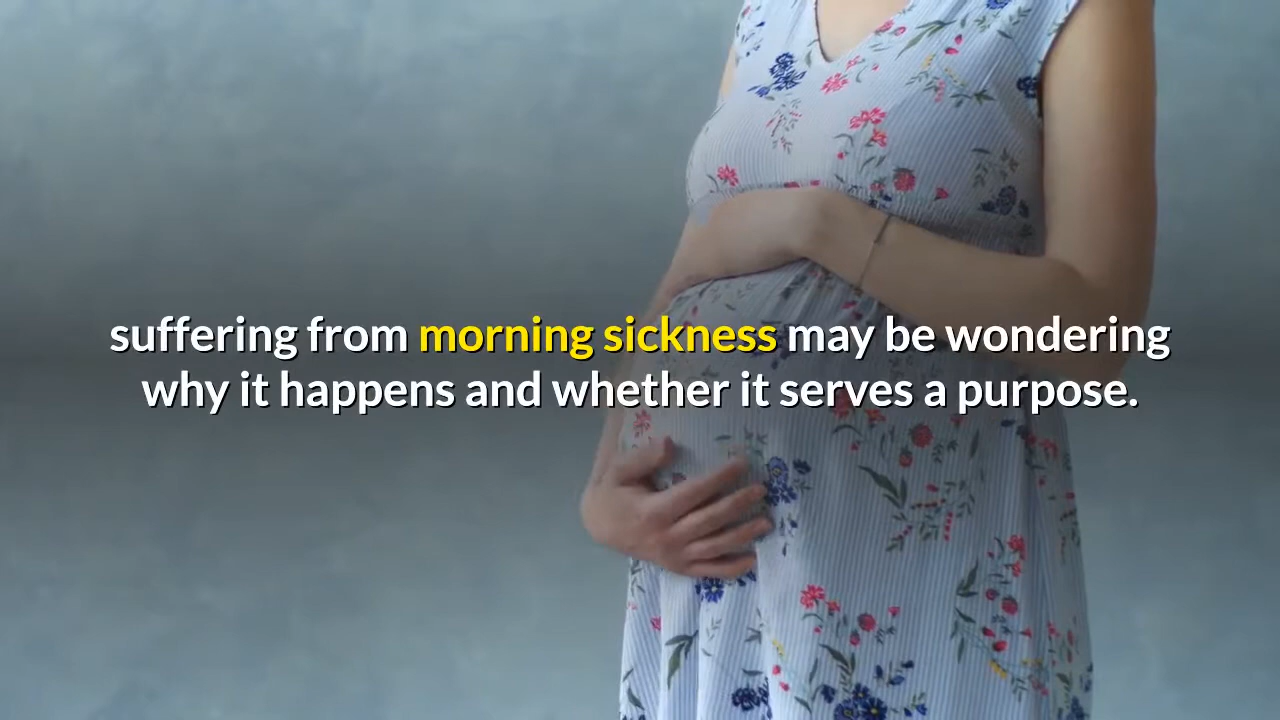 suffering from morning sickness may be wondering
why it happens and whether it serves a purpose.